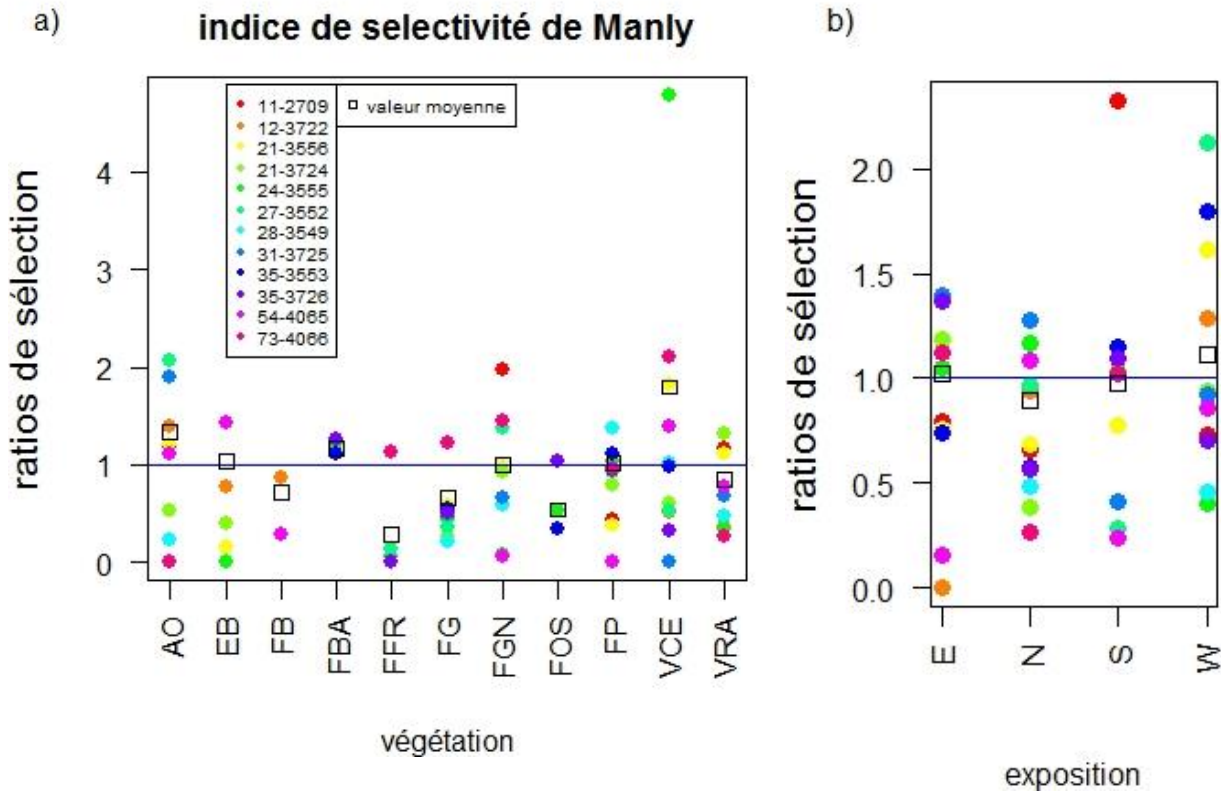 a)
indice de selectivité de Manly
b)
11-2709
12-3722
21-3556
21-3724
24-3555
27-3552
28-3549
31-3725
35-3553
35-3726
54-4065
73-4066
valeur moyenne
ratios de sélection
4
3
2
1
0
AO
EB
FB
FBA
FFR
FG
FGN
FOS
FP
VCE
VRA
végétation
ratios de sélection
2.0
1.5
1.0
0.5
0.0
E
N
S
W
exposition